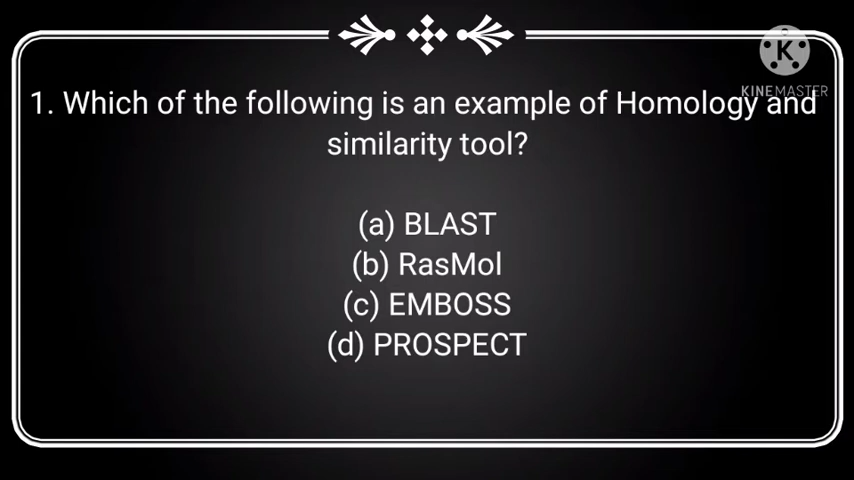 K
KINEMASTER
1. Which of the following is an example of Homology and
similarity tool?
(a) BLAST
(b) RasMol
(c) EMBOSS
(d) PROSPECT